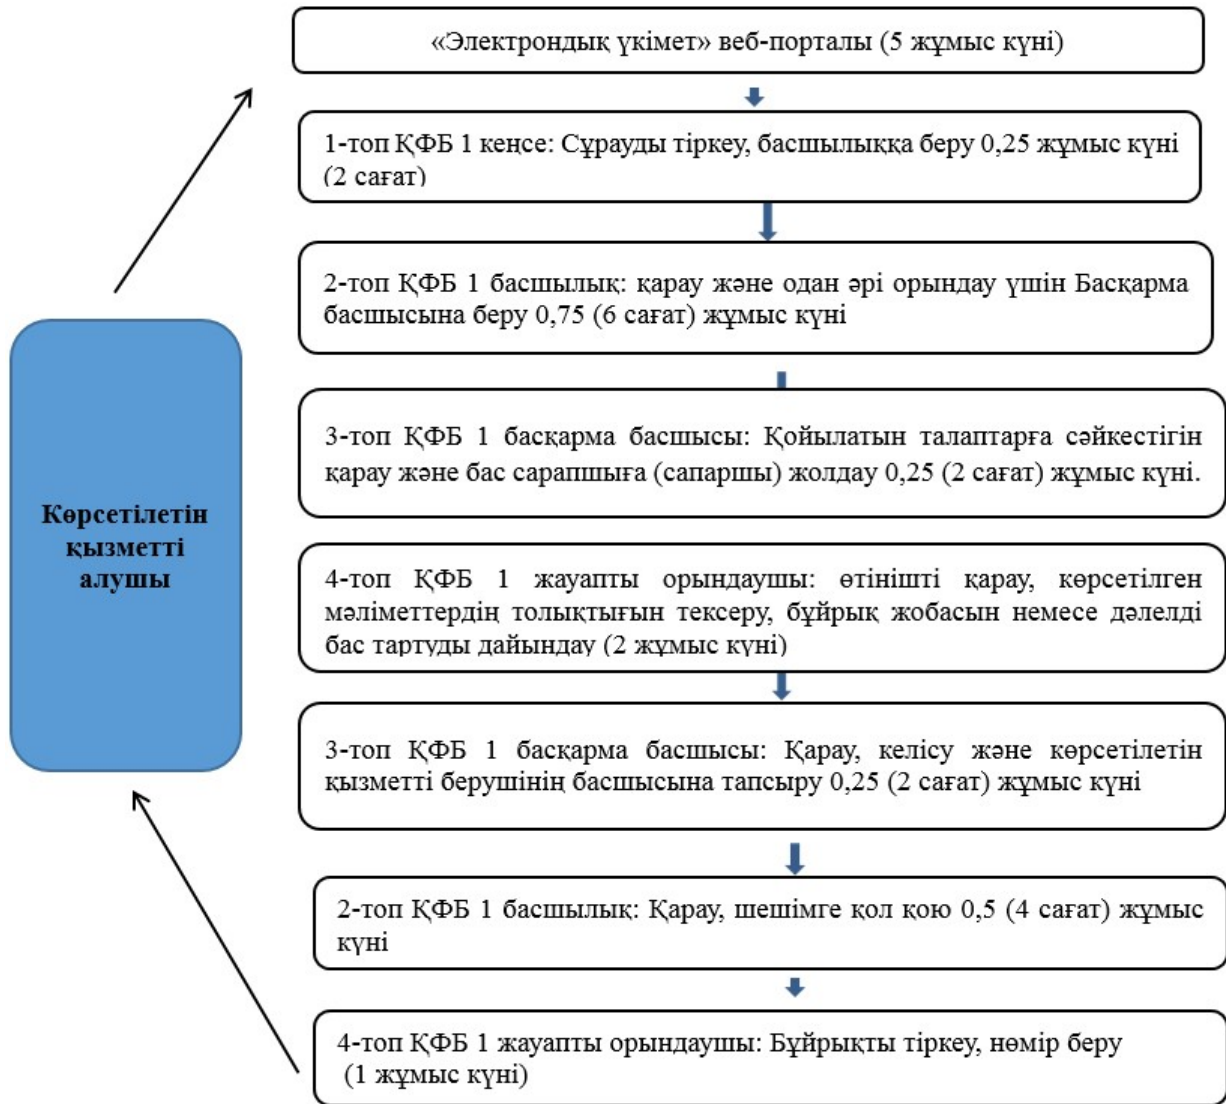 «Электрондық үкімет» веб-порталы (5 жұмыс күні)
1-топ ҚФБ 1 кеңсе: Сұрауды тіркеу, басшылыққа беру 0,25 жұмыс күні
(2 сағат)
2-топ ҚФБ 1 басшылық: қарау және одан әрі орындау үшін Басқарма
басшысына беру 0,75 (6 сағат) жұмыс күні
3-топ ҚФБ 1 басқарма басшысы: Қойылатын талаптарға сәйкестігін
қарау және бас сарапшыға (сапаршы) жолдау 0,25 (2 сағат) жұмыс күні.
Көрсетілетін
қызметті
алушы
4-топ ҚФБ 1 жауапты орындаушы: өтінішті қарау, көрсетілген
мәліметтердің толықтығын тексеру, бұйрық жобасын немесе дәлелді
бас тартуды дайындау (2 жұмыс күні)
3-топ ҚФБ 1 басқарма басшысы: Қарау, келісу және көрсетілетін
қызметті берушінің басшысына тапсыру 0,25 (2 сағат) жұмыс күні
2-топ ҚФБ 1 басшылық: Қарау, шешімге қол қою 0,5 (4 сағат) жұмыс
күні
4-топ ҚФБ 1 жауапты орындаушы: Бұйрықты тіркеу, нөмір беру
(1 жұмыс күні)